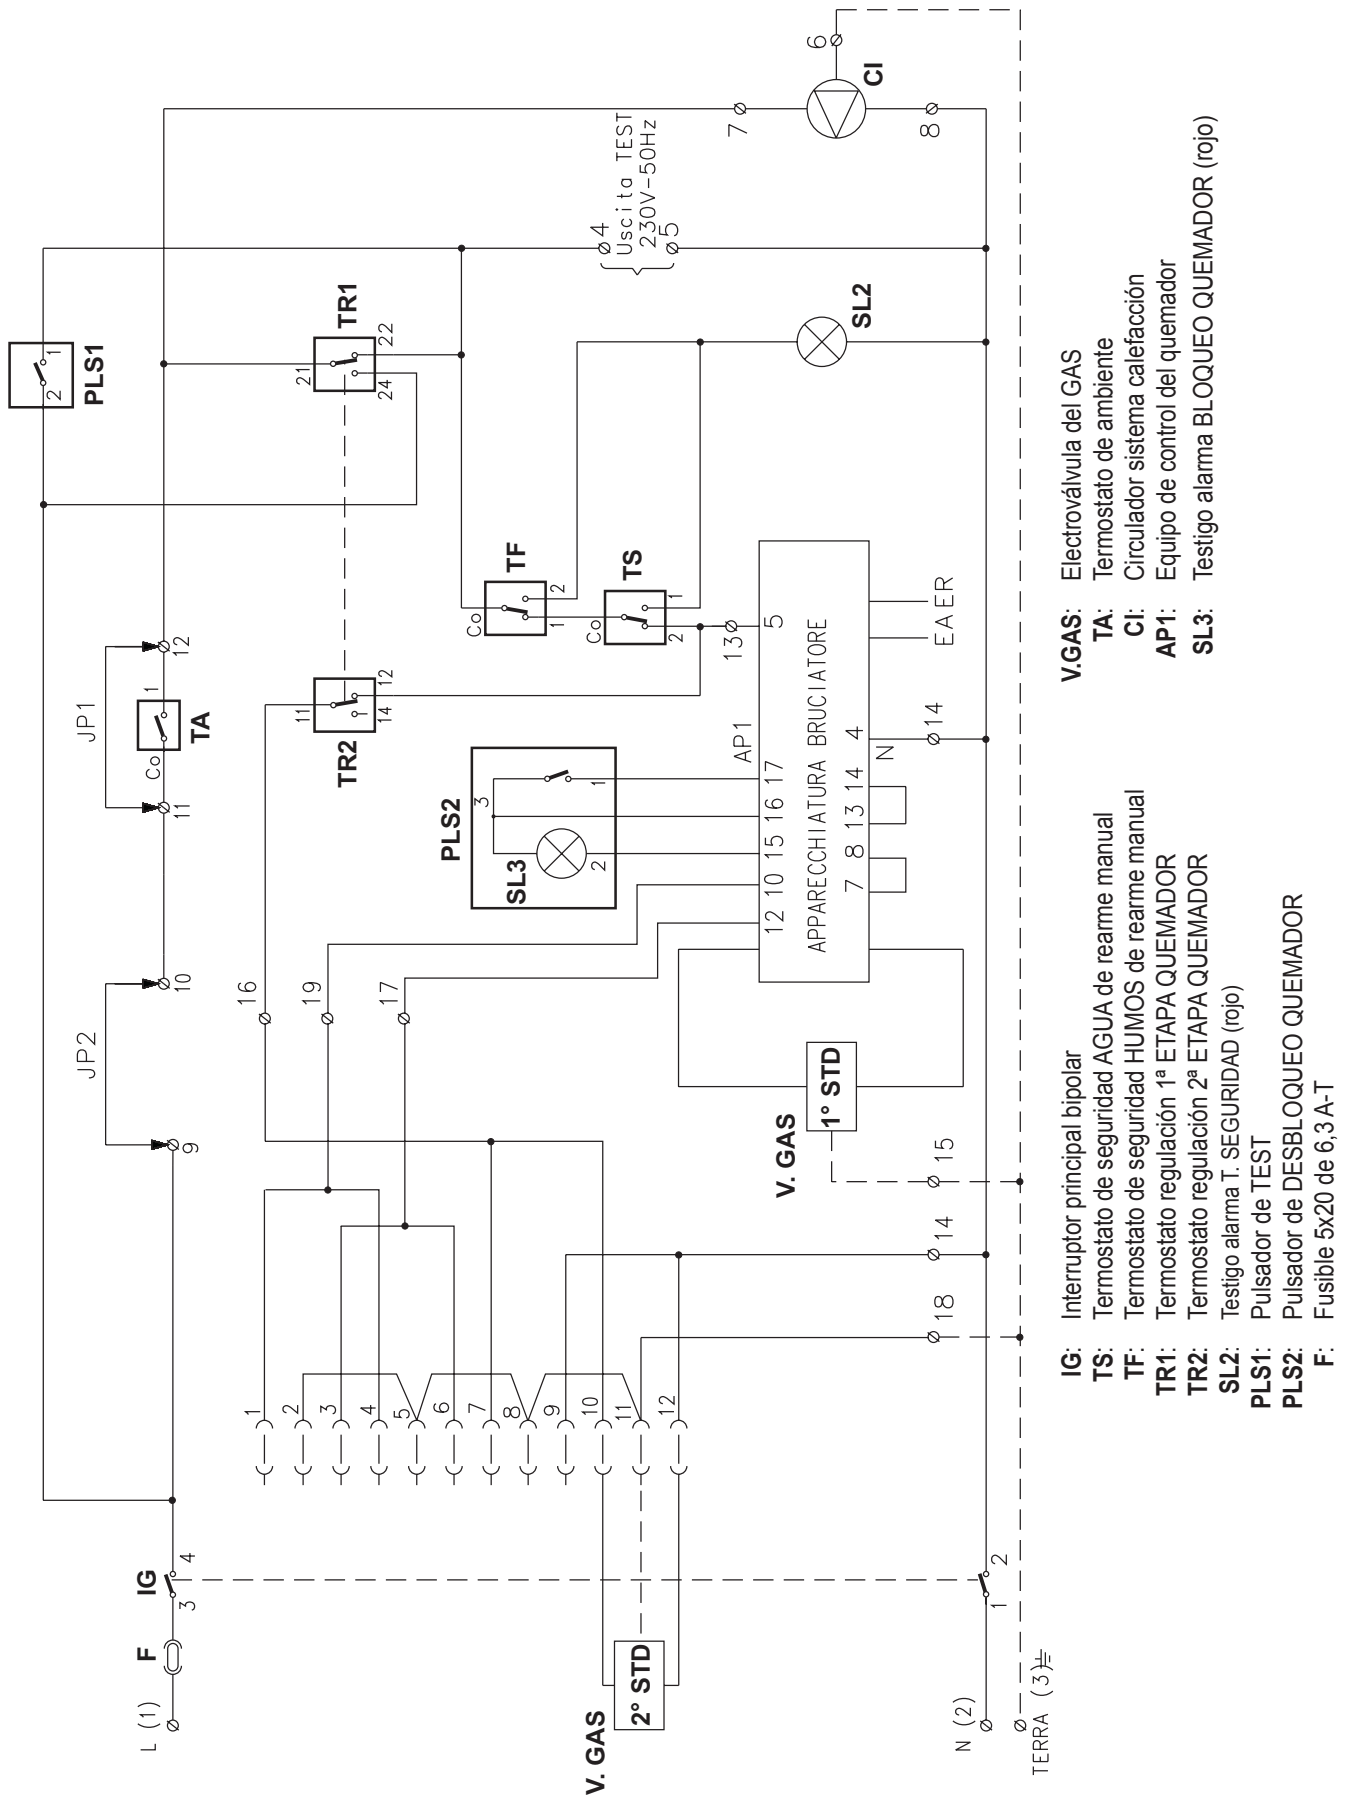 L (1)
F
3
IG
4
9
JP2
10
11
JP1
Co
TA
1
12
2
1
PLS1
21
TR1
22
24
16
19
17
11
TR2
12
14
Co
TF
1
2
Co
TS
2
1
13
PLS2
3
SL3
2
1
AP1
12
10
15
16
17
5
APPARECCHIATURA BRUCIATORE
7
8
13
14
4
N
EA
ER
14
4
Uscita TEST
230V-50Hz
5
SL2
7
CI
6
8
1
2
3
4
5
6
7
8
9
10
11
12
V. GAS
1° STD
V. GAS
2° STD
18
14
15
N (2)
1
2
TERRA (3)
IG: Interruptor principal bipolar
TS: Termostato de seguridad AGUA de rearme manual
TF: Termostato de seguridad HUMOS de rearme manual
TR1: Termostato regulación 1ª ETAPA QUEMADOR
TR2: Termostato regulación 2ª ETAPA QUEMADOR
SL2: Testigo alarma T. SEGURIDAD (rojo)
PLS1: Pulsador de TEST
PLS2: Pulsador de DESBLOQUEO QUEMADOR
F: Fusible 5x20 de 6,3 A-T
V.GAS: Electroválvula del GAS
TA: Termostato de ambiente
CI: Circulador sistema calefacción
AP1: Equipo de control del quemador
SL3: Testigo alarma BLOQUEO QUEMADOR (rojo)